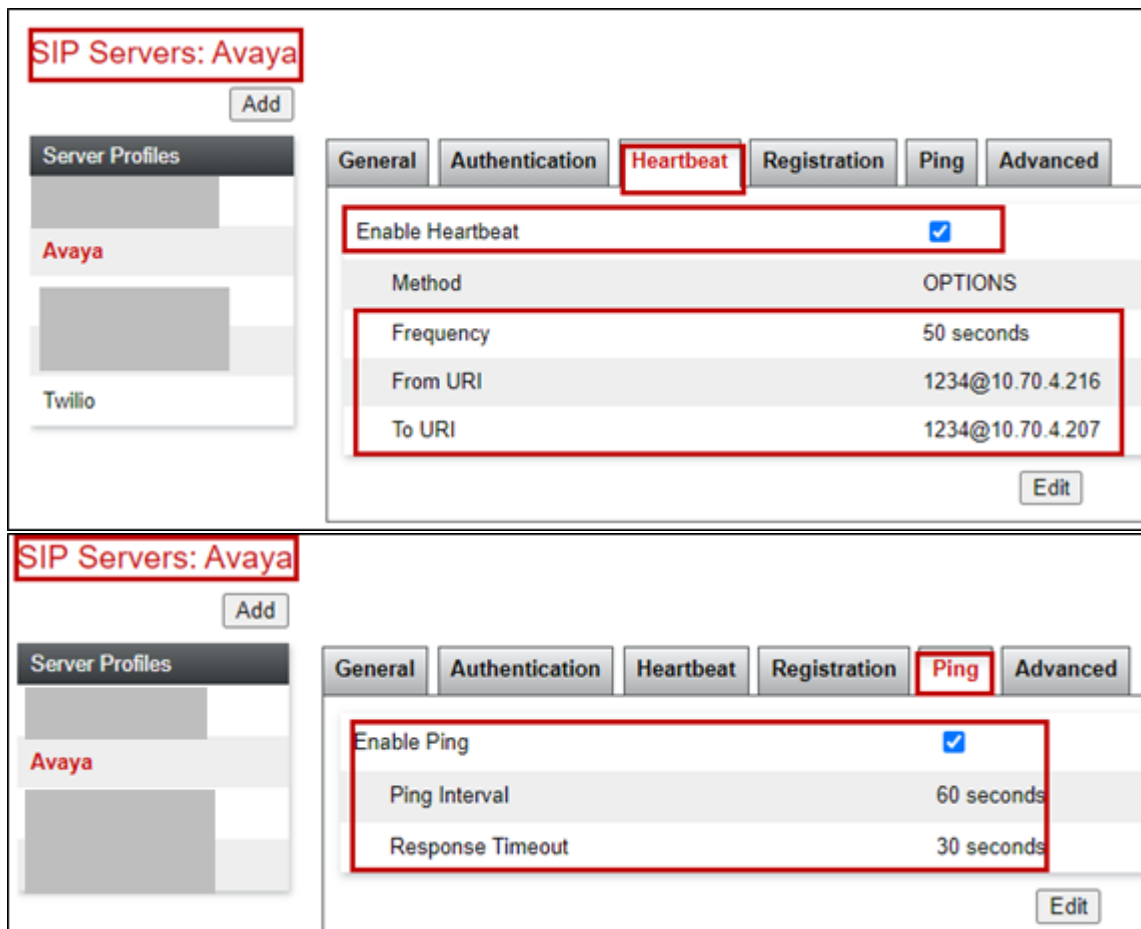 SIP Servers: Avaya
Add
Server Profiles
Avaya
Twilio
General Authentication Heartbeat Registration Ping Advanced
Enable Heartbeat
Method OPTIONS
Frequency 50 seconds
From URI 1234@10.70.4.216
To URI 1234@10.70.4.207
Edit
SIP Servers: Avaya
Add
Server Profiles
Avaya
General Authentication Heartbeat Registration Ping Advanced
Enable Ping
Ping Interval 60 seconds
Response Timeout 30 seconds
Edit